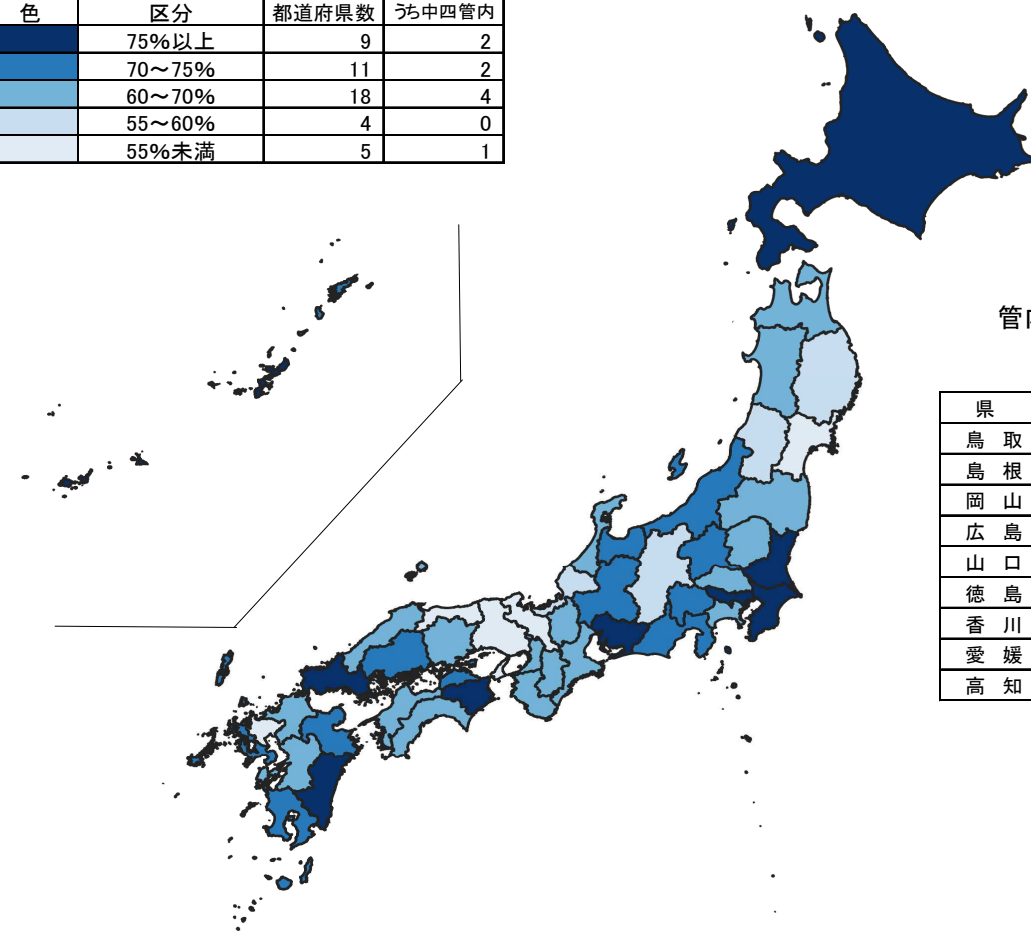 色 区分 都道府県数 うち中四管内
75%以上 9 2
70～75% 11 2
60～70% 18 4
55～60% 4 0
55%未満 5 1
管内
県
鳥取
島根
岡山
広島
山口
徳島
香川
愛媛
高知